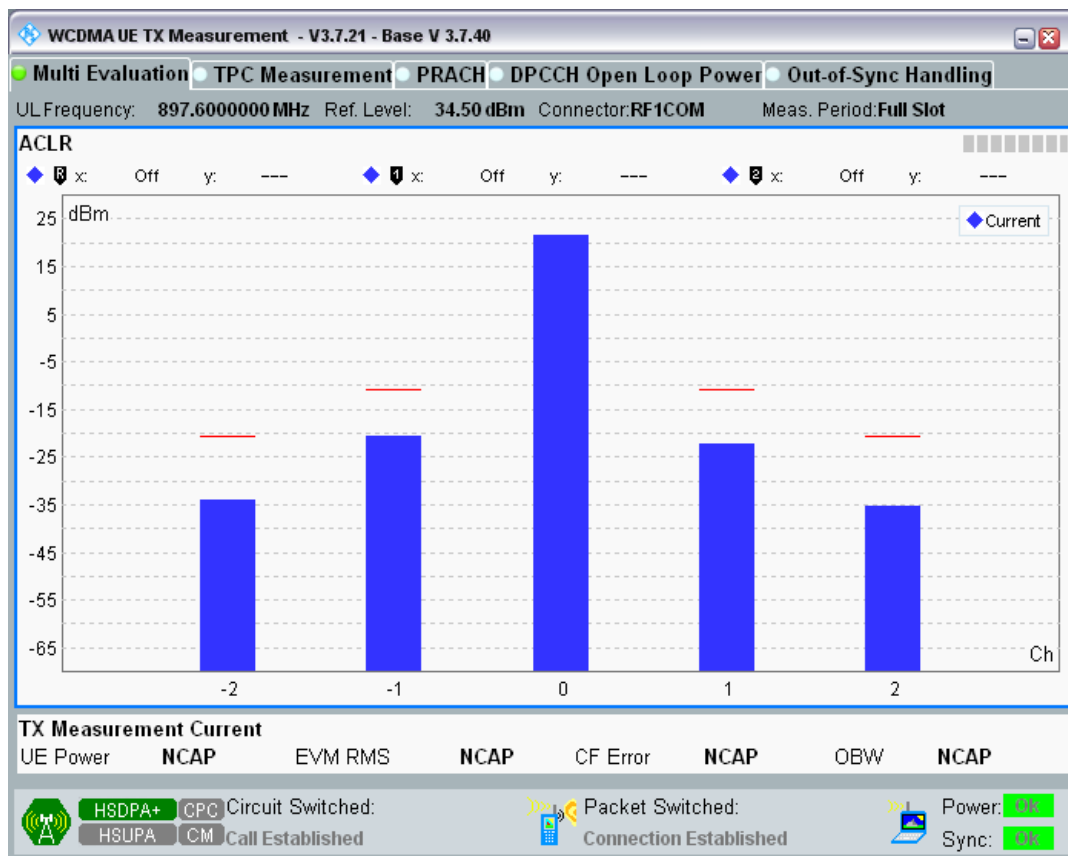 WCDMA UE TX Measurement - V3.7.21 - Base V 3.7.40
Multi Evaluation TPC Measurement PRACH DPCCH Open Loop Power Out-of-Sync Handling
UL Frequency: 897.6000000 MHz Ref. Level: 34.50 dBm Connector:RF1COM Meas. Period:Full Slot
ACLR
R x: Off y: --- 1 x: Off y: --- 2 x: Off y: ---
dBm
Current
25
15
5
-5
-15
-25
-35
-45
-55
-65
Ch
-2 -1 0 1 2
TX Measurement Current
UE Power NCAP EVM RMS NCAP CF Error NCAP OBW NCAP
HSDPA+ CPC Circuit Switched: Packet Switched: Power: OK
HSUPA CM Call Established Connection Established Sync: OK